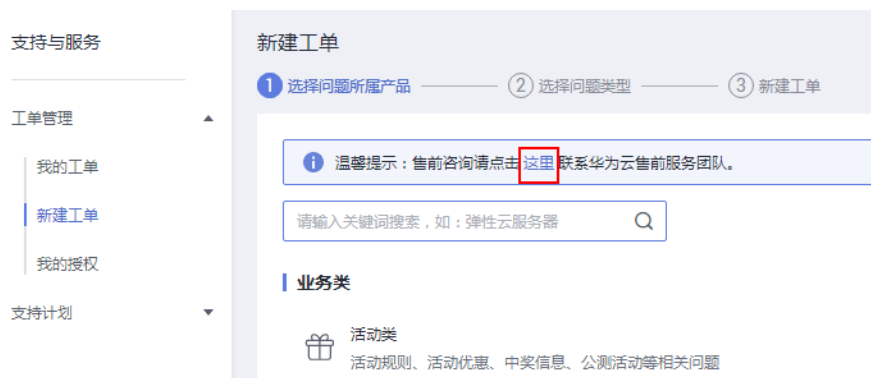 支持与服务
工单管理
我的工单
新建工单
我的授权
支持计划
新建工单
1 选择问题所属产品 2 选择问题类型 3 新建工单
温馨提示：售前咨询请点击 这里 联系华为云售前服务团队。
请输入关键词搜索，如：弹性云服务器
业务类
活动类
活动规则、活动优惠、中奖信息、公测活动等相关问题